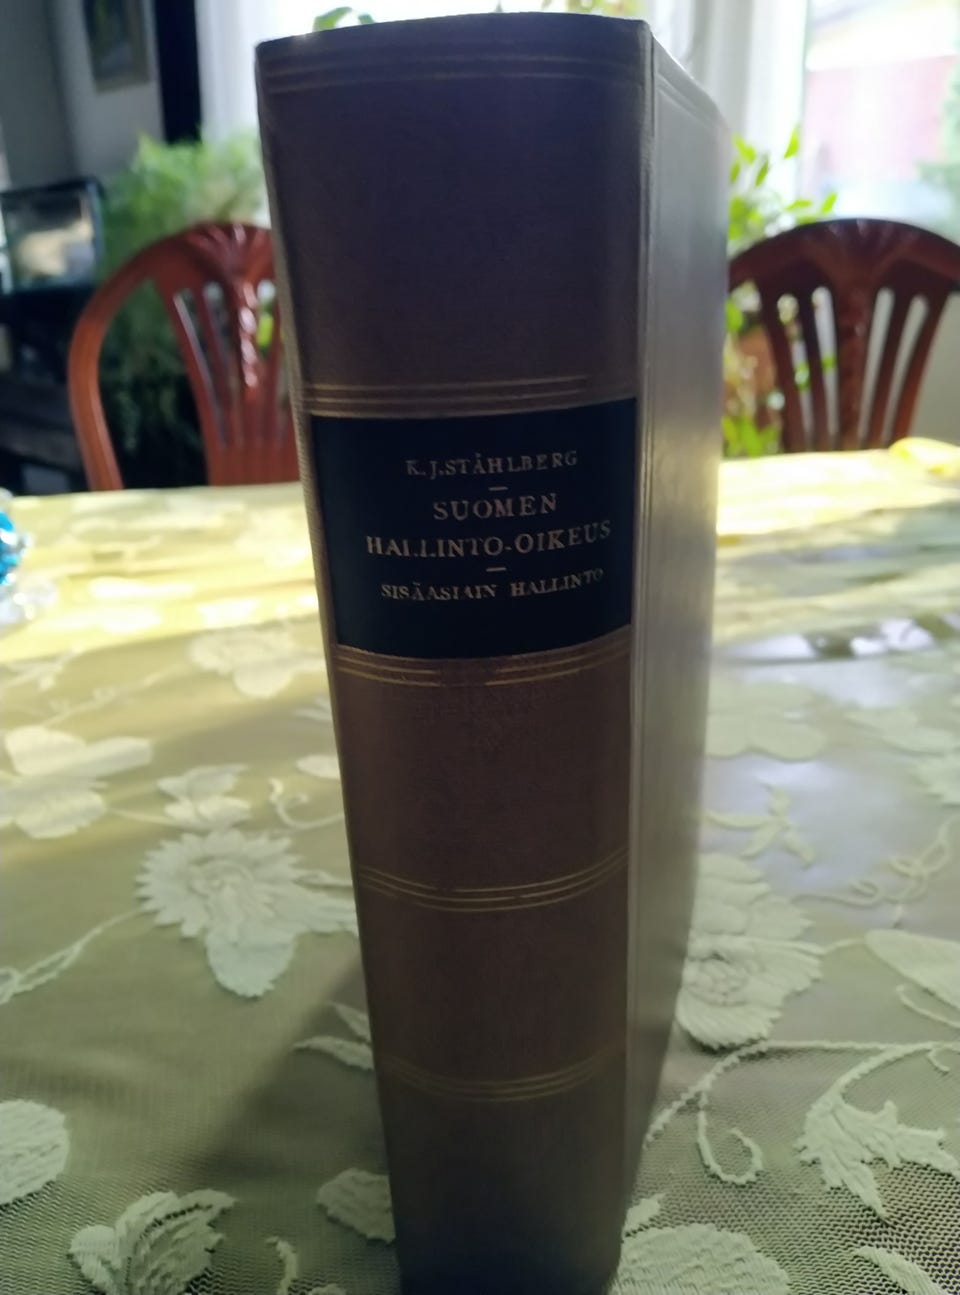 K. J. STÅHLBERG
SUOMEN
HALLINTO-OIKEUS
SISÄASIAIN HALLINTO